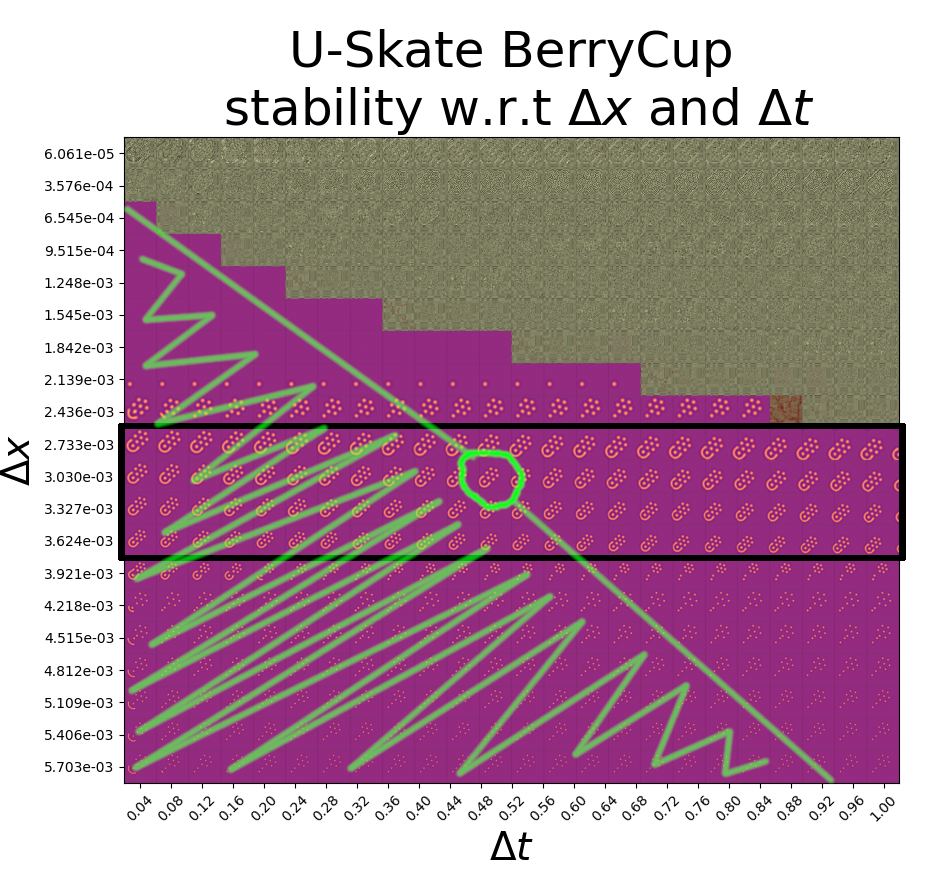 U-Skate BerryCup
stability w.r.t Δx and Δt
6.061e-05
3.576e-04
6.545e-04
9.515e-04
1.248e-03
1.545e-03
1.842e-03
2.139e-03
2.436e-03
2.733e-03
3.030e-03
3.327e-03
3.624e-03
3.921e-03
4.218e-03
4.515e-03
4.812e-03
5.109e-03
5.406e-03
5.703e-03
Δx
0.04 0.08 0.12 0.16 0.20 0.24 0.28 0.32 0.36 0.40 0.44 0.48 0.52 0.56 0.60 0.64 0.68 0.72 0.76 0.80 0.84 0.88 0.92 0.96 1.00
Δt